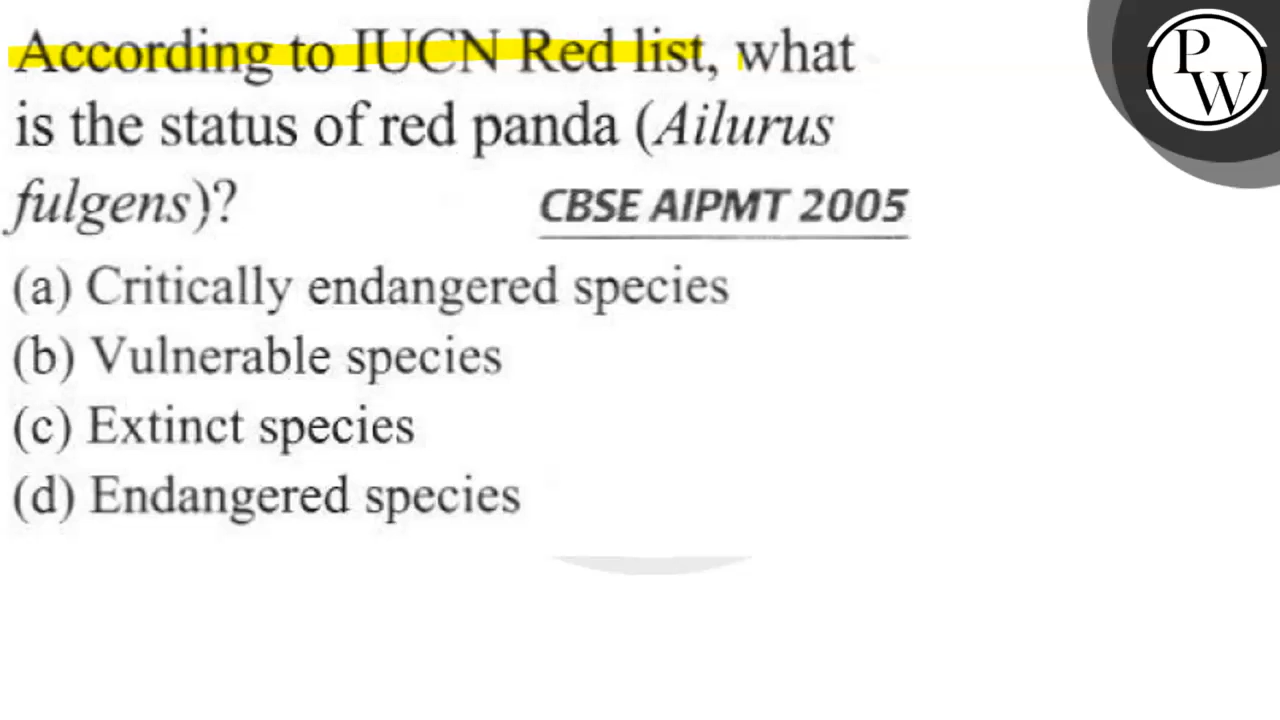 According to IUCN Red list, what
is the status of red panda (Ailurus
fulgens)?
CBSE AIPMT 2005
(a) Critically endangered species
(b) Vulnerable species
(c) Extinct species
(d) Endangered species
PW